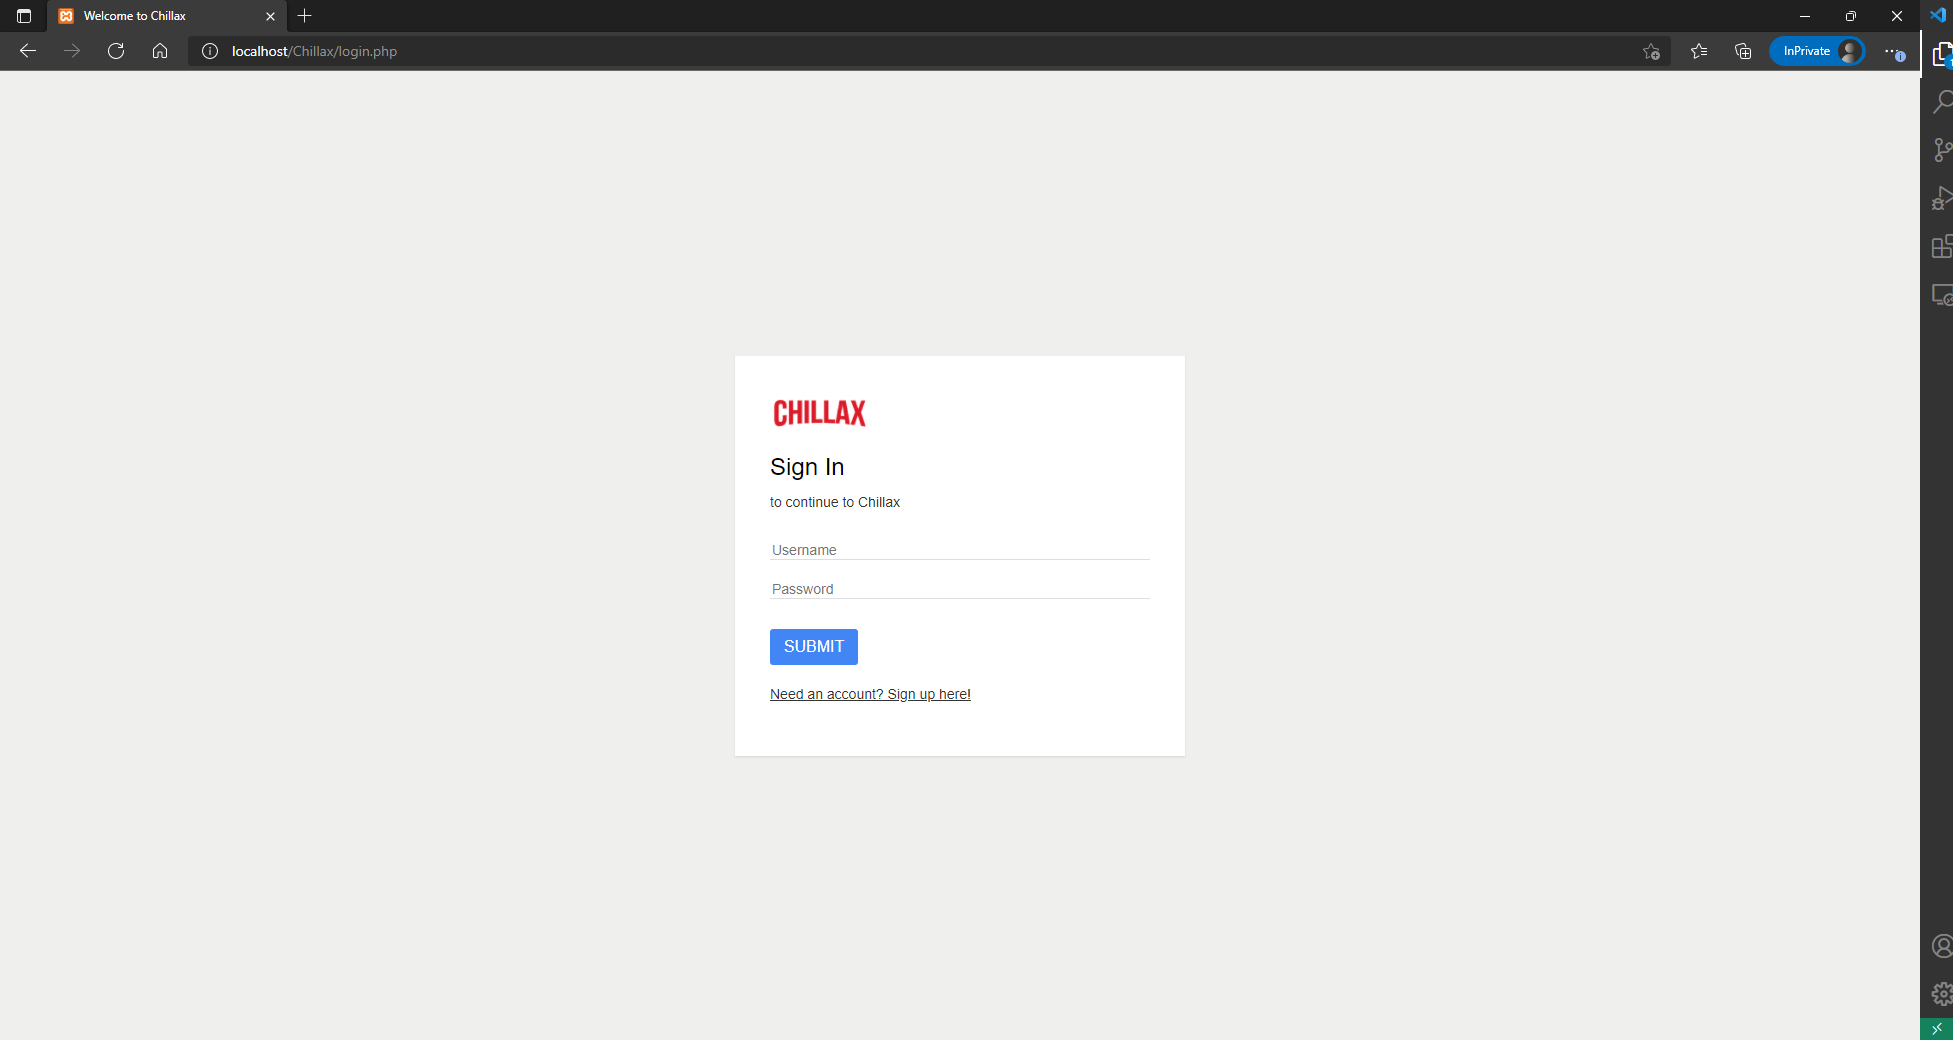 Welcome to Chillax
localhost/Chillax/login.php
InPrivate
CHILLAX
Sign In
to continue to Chillax
Username
Password
SUBMIT
Need an account? Sign up here!